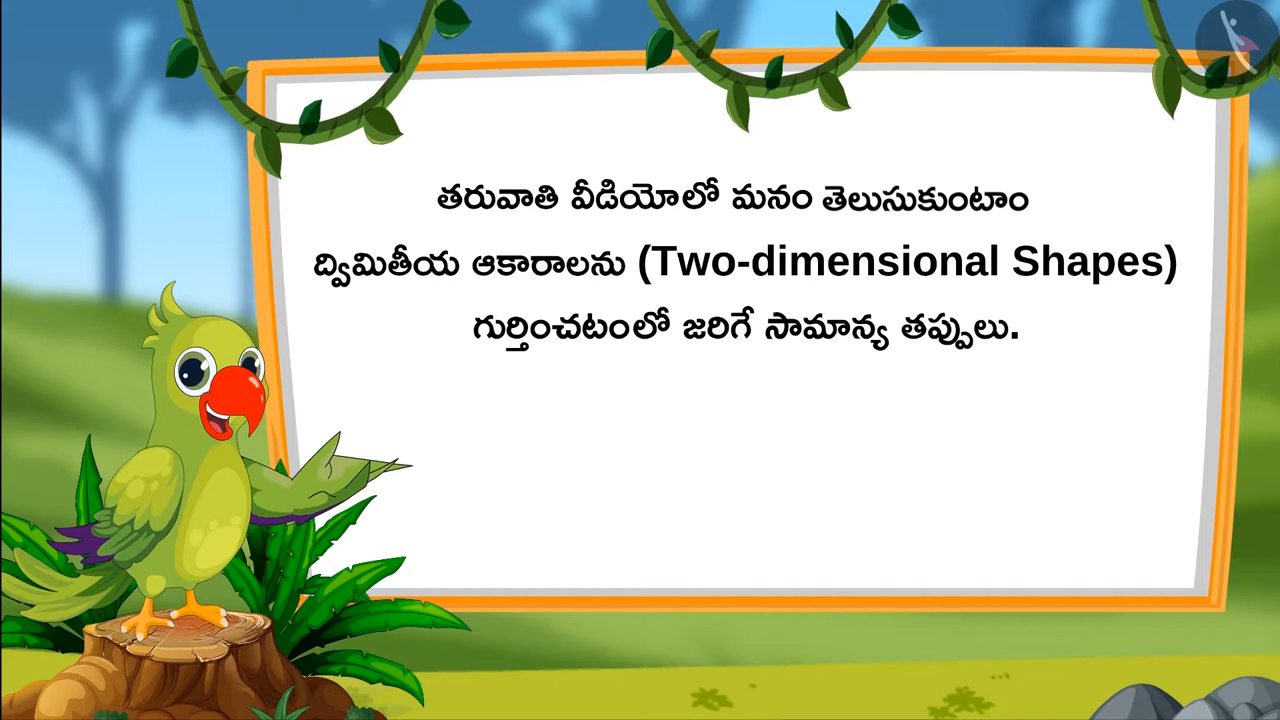 తరువాతి వీడియోలో మనం తెలుసుకుంటాం
ద్విమితీయ ఆకారాలను (Two-dimensional Shapes)
గుర్తించటంలో జరిగే సామాన్య తప్పులు.